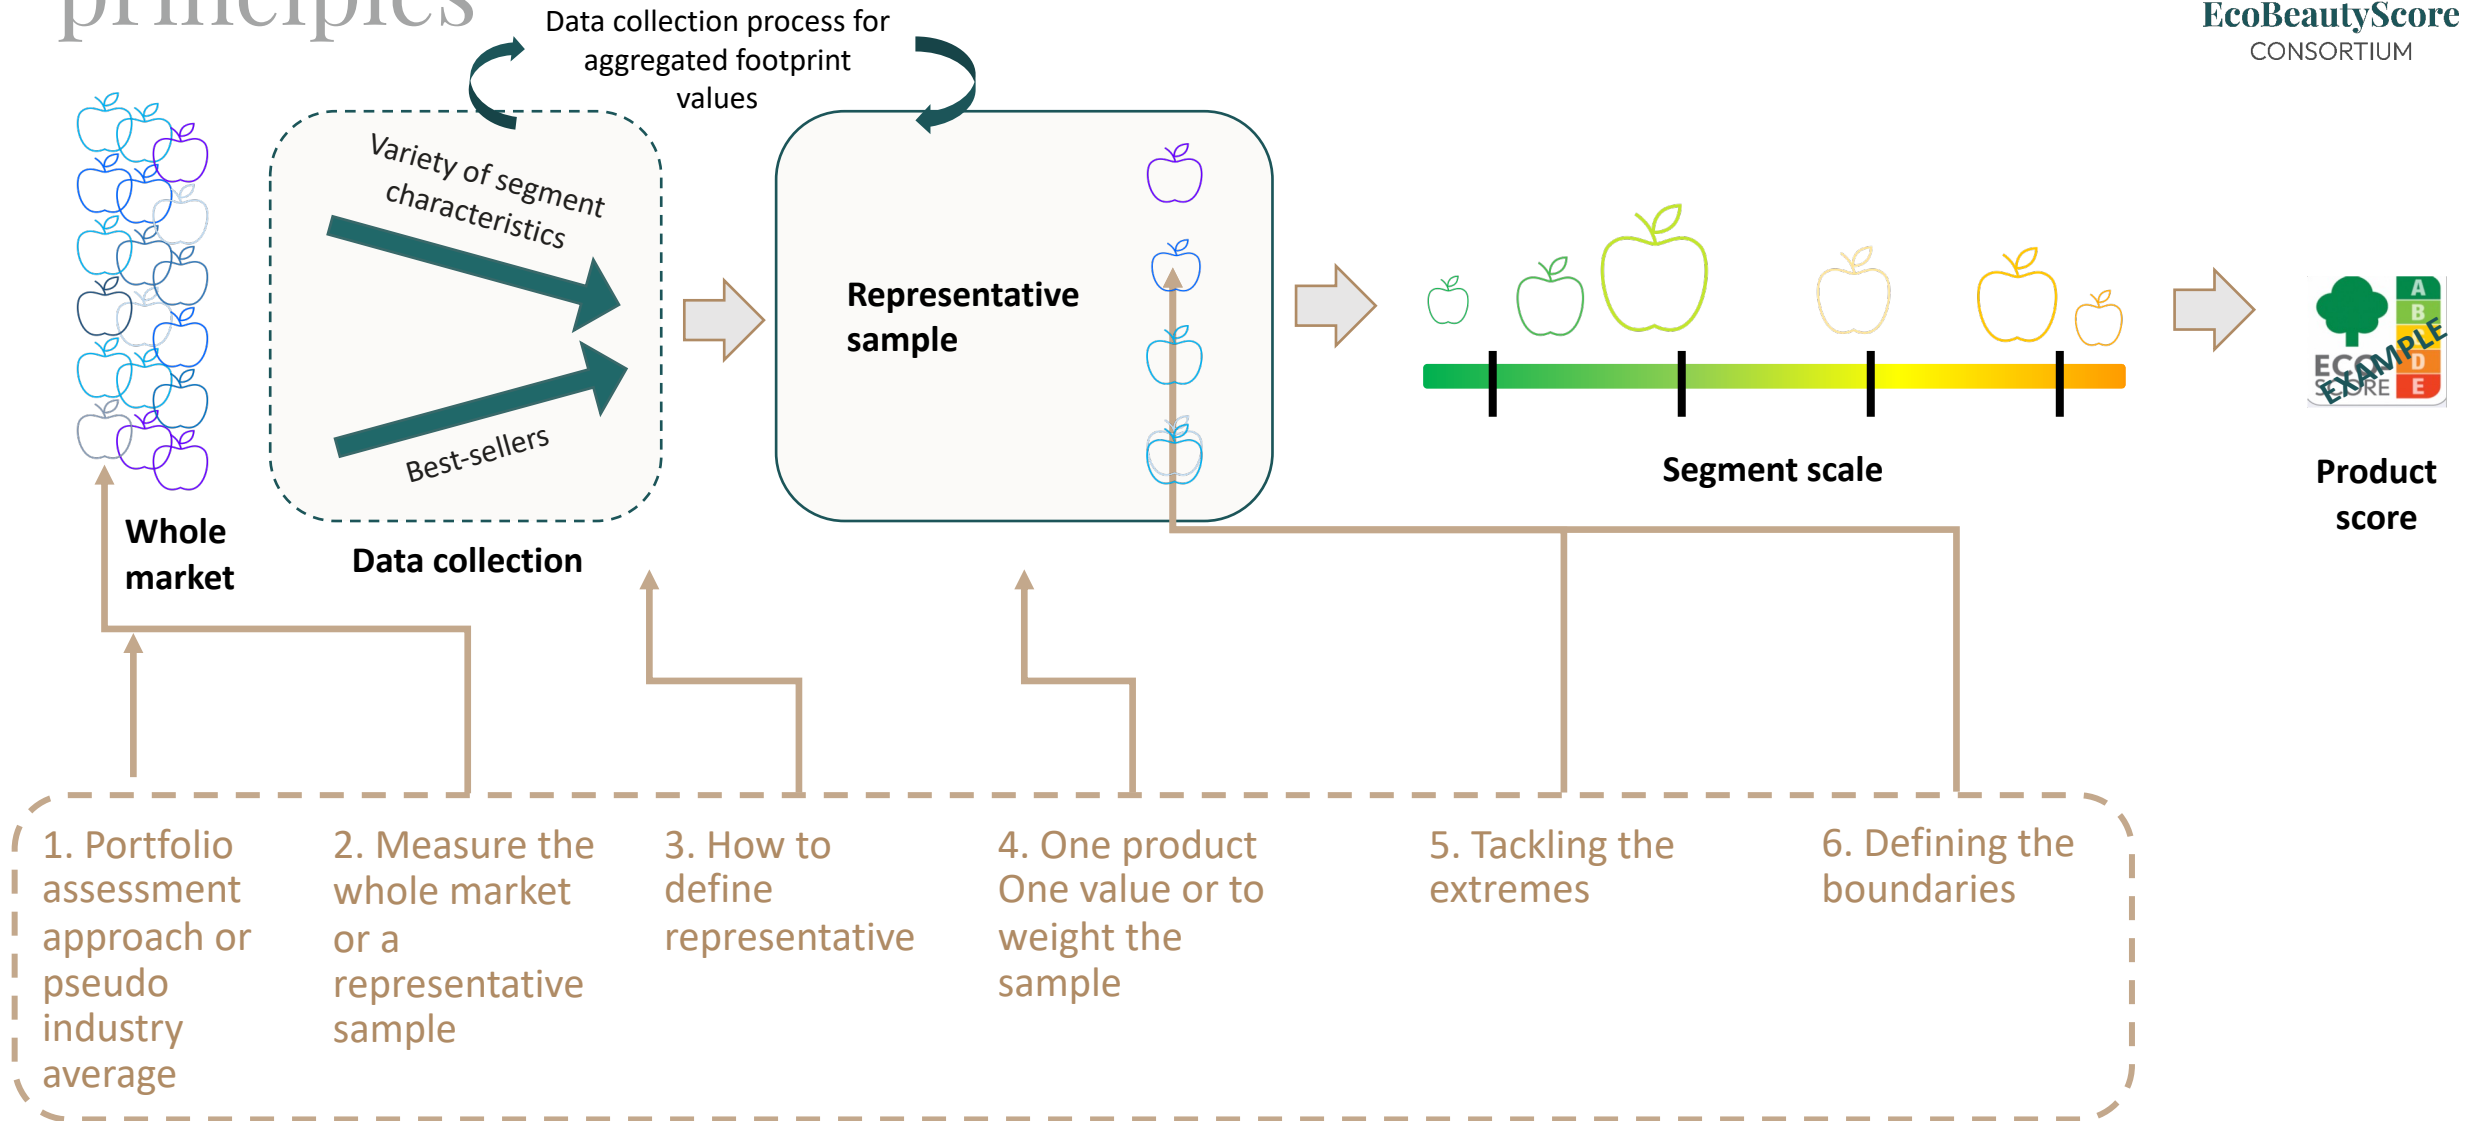 principles
EcoBeautyScore
CONSORTIUM
Data collection process for
aggregated footprint
values
Variety of segment
characteristics
Best-sellers
Whole
market
Data collection
Representative
sample
Segment scale
A
B
D
E
ECO
SCORE
EXAMPLE
Product
score
1. Portfolio
assessment
approach or
pseudo
industry
average
2. Measure the
whole market
or a
representative
sample
3. How to
define
representative
4. One product
One value or to
weight the
sample
5. Tackling the
extremes
6. Defining the
boundaries